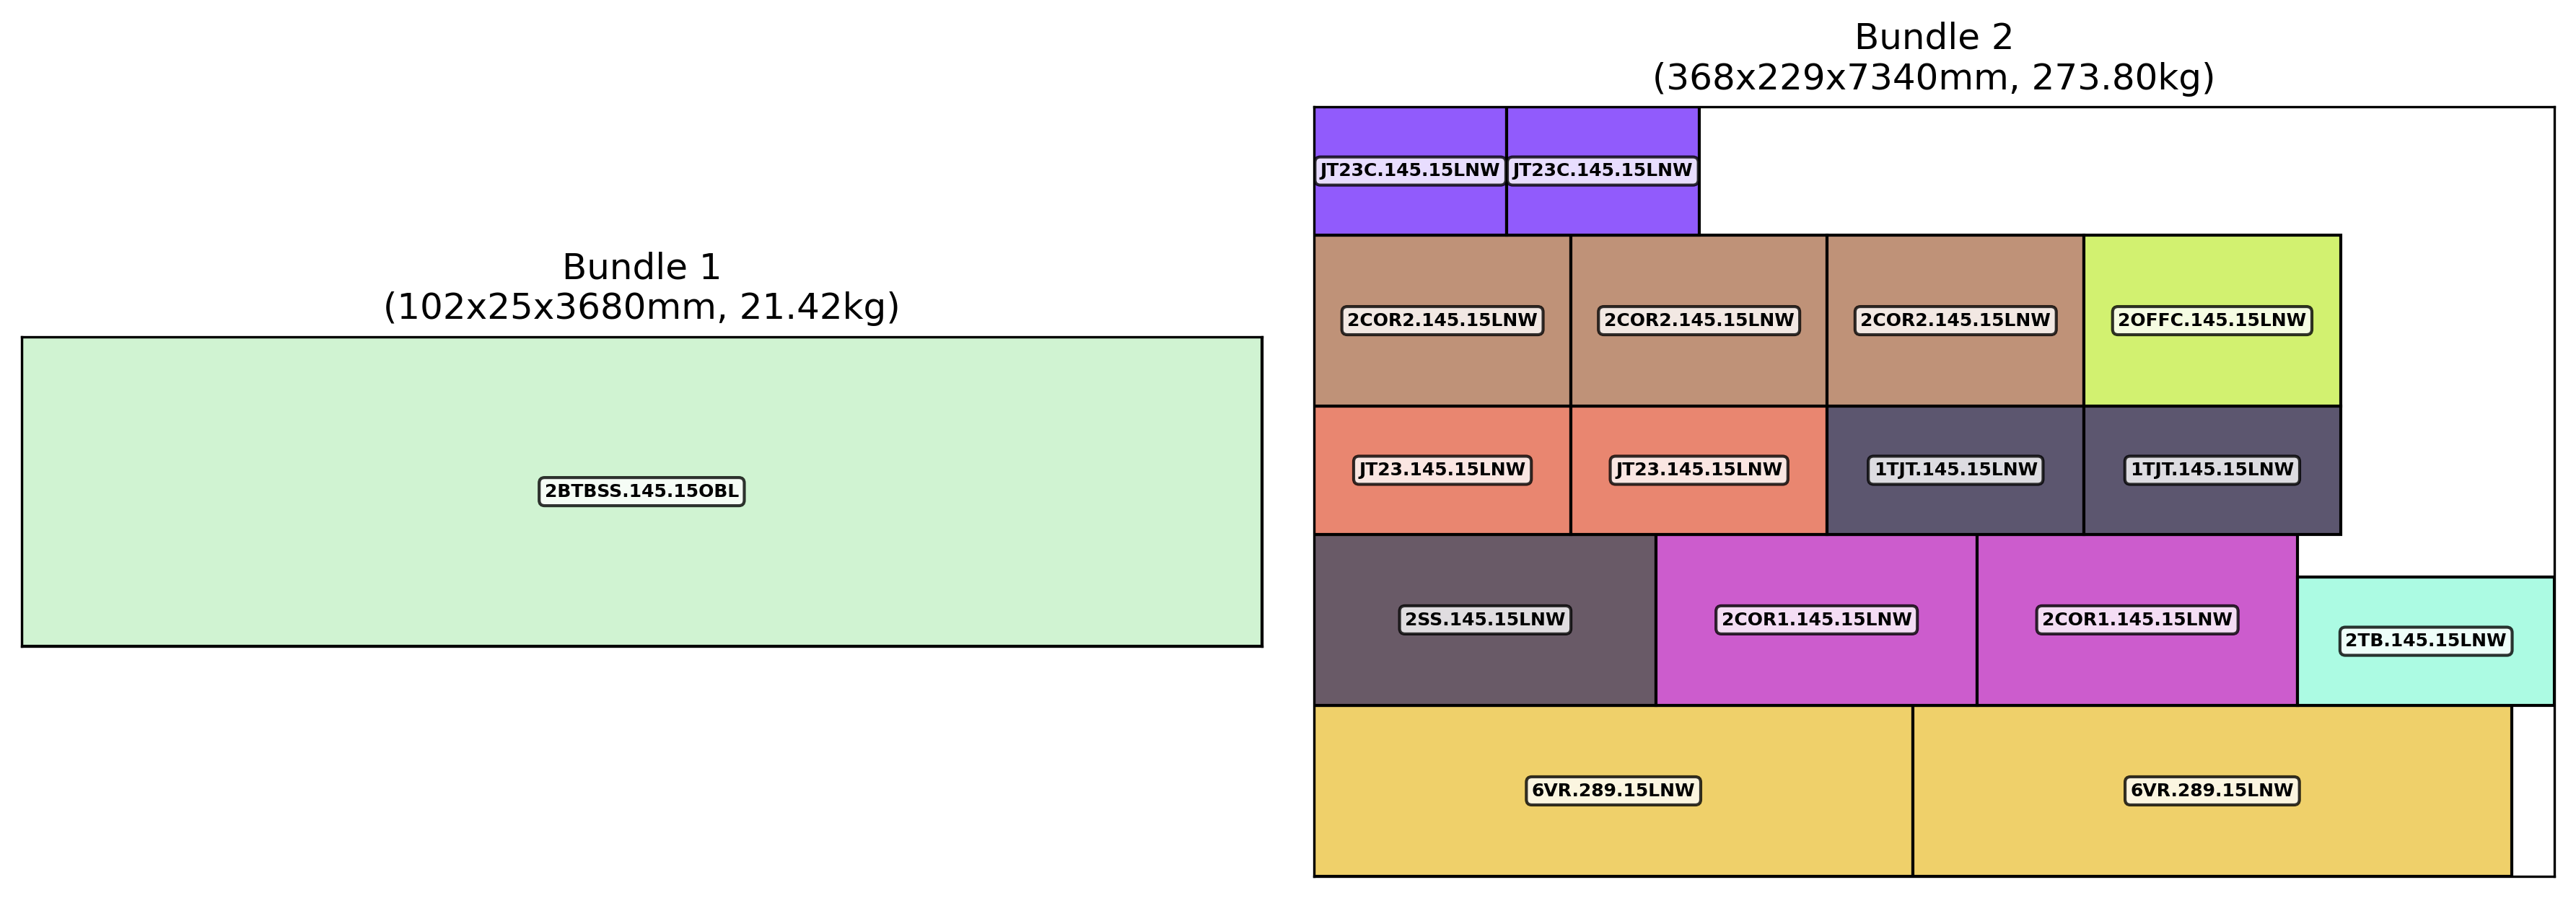 Bundle 1
(102x25x3680mm, 21.42kg)
2BTBSS.145.15OBL
Bundle 2
(368x229x7340mm, 273.80kg)
JT23C.145.15LNW
JT23C.145.15LNW
2COR2.145.15LNW
2COR2.145.15LNW
2COR2.145.15LNW
2OFFC.145.15LNW
JT23.145.15LNW
JT23.145.15LNW
1TJT.145.15LNW
1TJT.145.15LNW
2SS.145.15LNW
2COR1.145.15LNW
2COR1.145.15LNW
2TB.145.15LNW
6VR.289.15LNW
6VR.289.15LNW